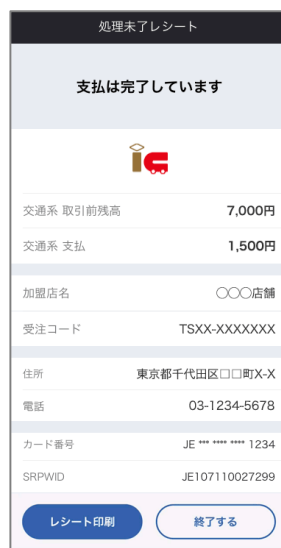 処理未了レシート
支払は完了しています
交通系 取引前残高 7,000円
交通系 支払 1,500円
加盟店名 〇〇〇店舗
受注コード TSXX-XXXXXXX
住所 東京都千代田区□□町X-X
電話 03-1234-5678
カード番号 JE *** **** **** 1234
SRPWID JE107110027299
レシート印刷 終了する